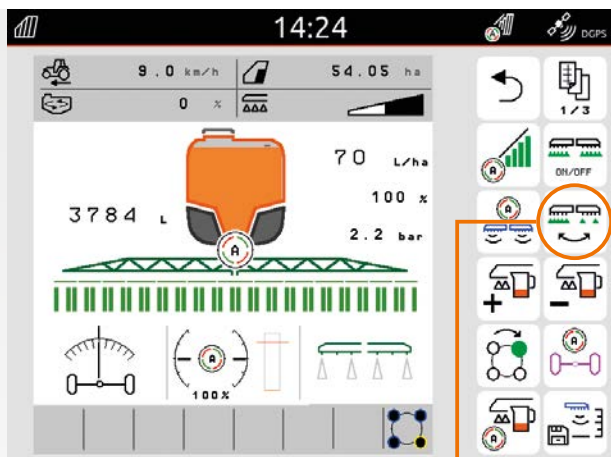 14:24
A
DGPS
9.0 km/h
54.05 ha
0 %
1/3
A
ON/OFF
70 L/ha
100 %
3784 L
2.2 bar
A
A
A
100%
A
A